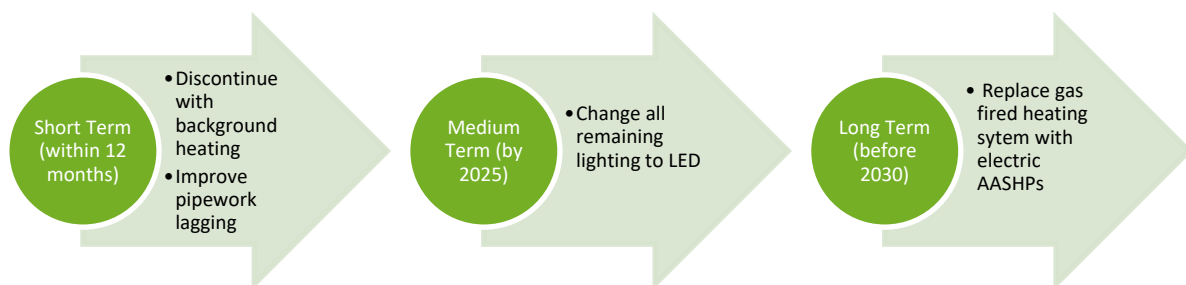 Short Term
(within 12
months)
•Discontinue
with
background
heating
•Improve
pipework
lagging
Medium
Term (by
2025)
•Change all
remaining
lighting to LED
Long Term
(before
2030)
• Replace gas
fired heating
sytem with
electric
AASHPs